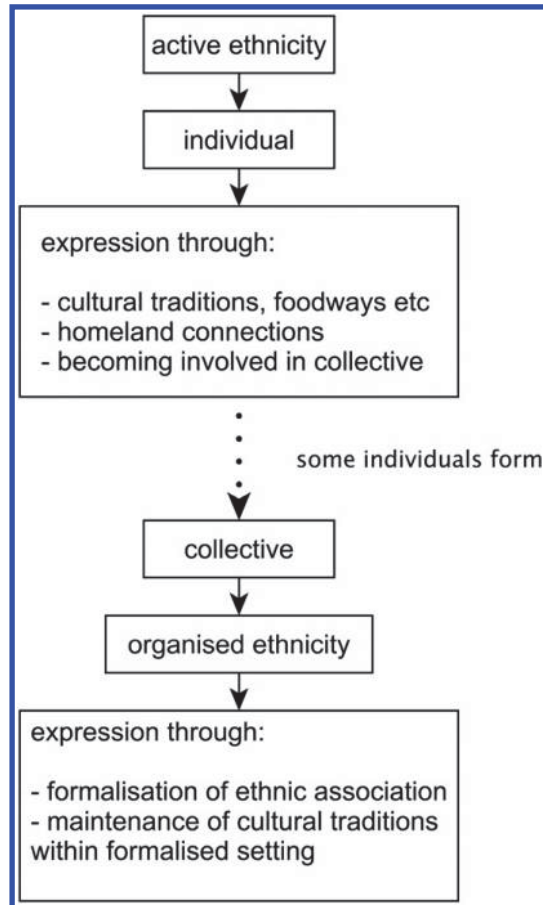 active ethnicity
individual
expression through:
- cultural traditions, foodways etc
- homeland connections
- becoming involved in collective
some individuals form
collective
organised ethnicity
expression through:
- formalisation of ethnic association
- maintenance of cultural traditions
within formalised setting